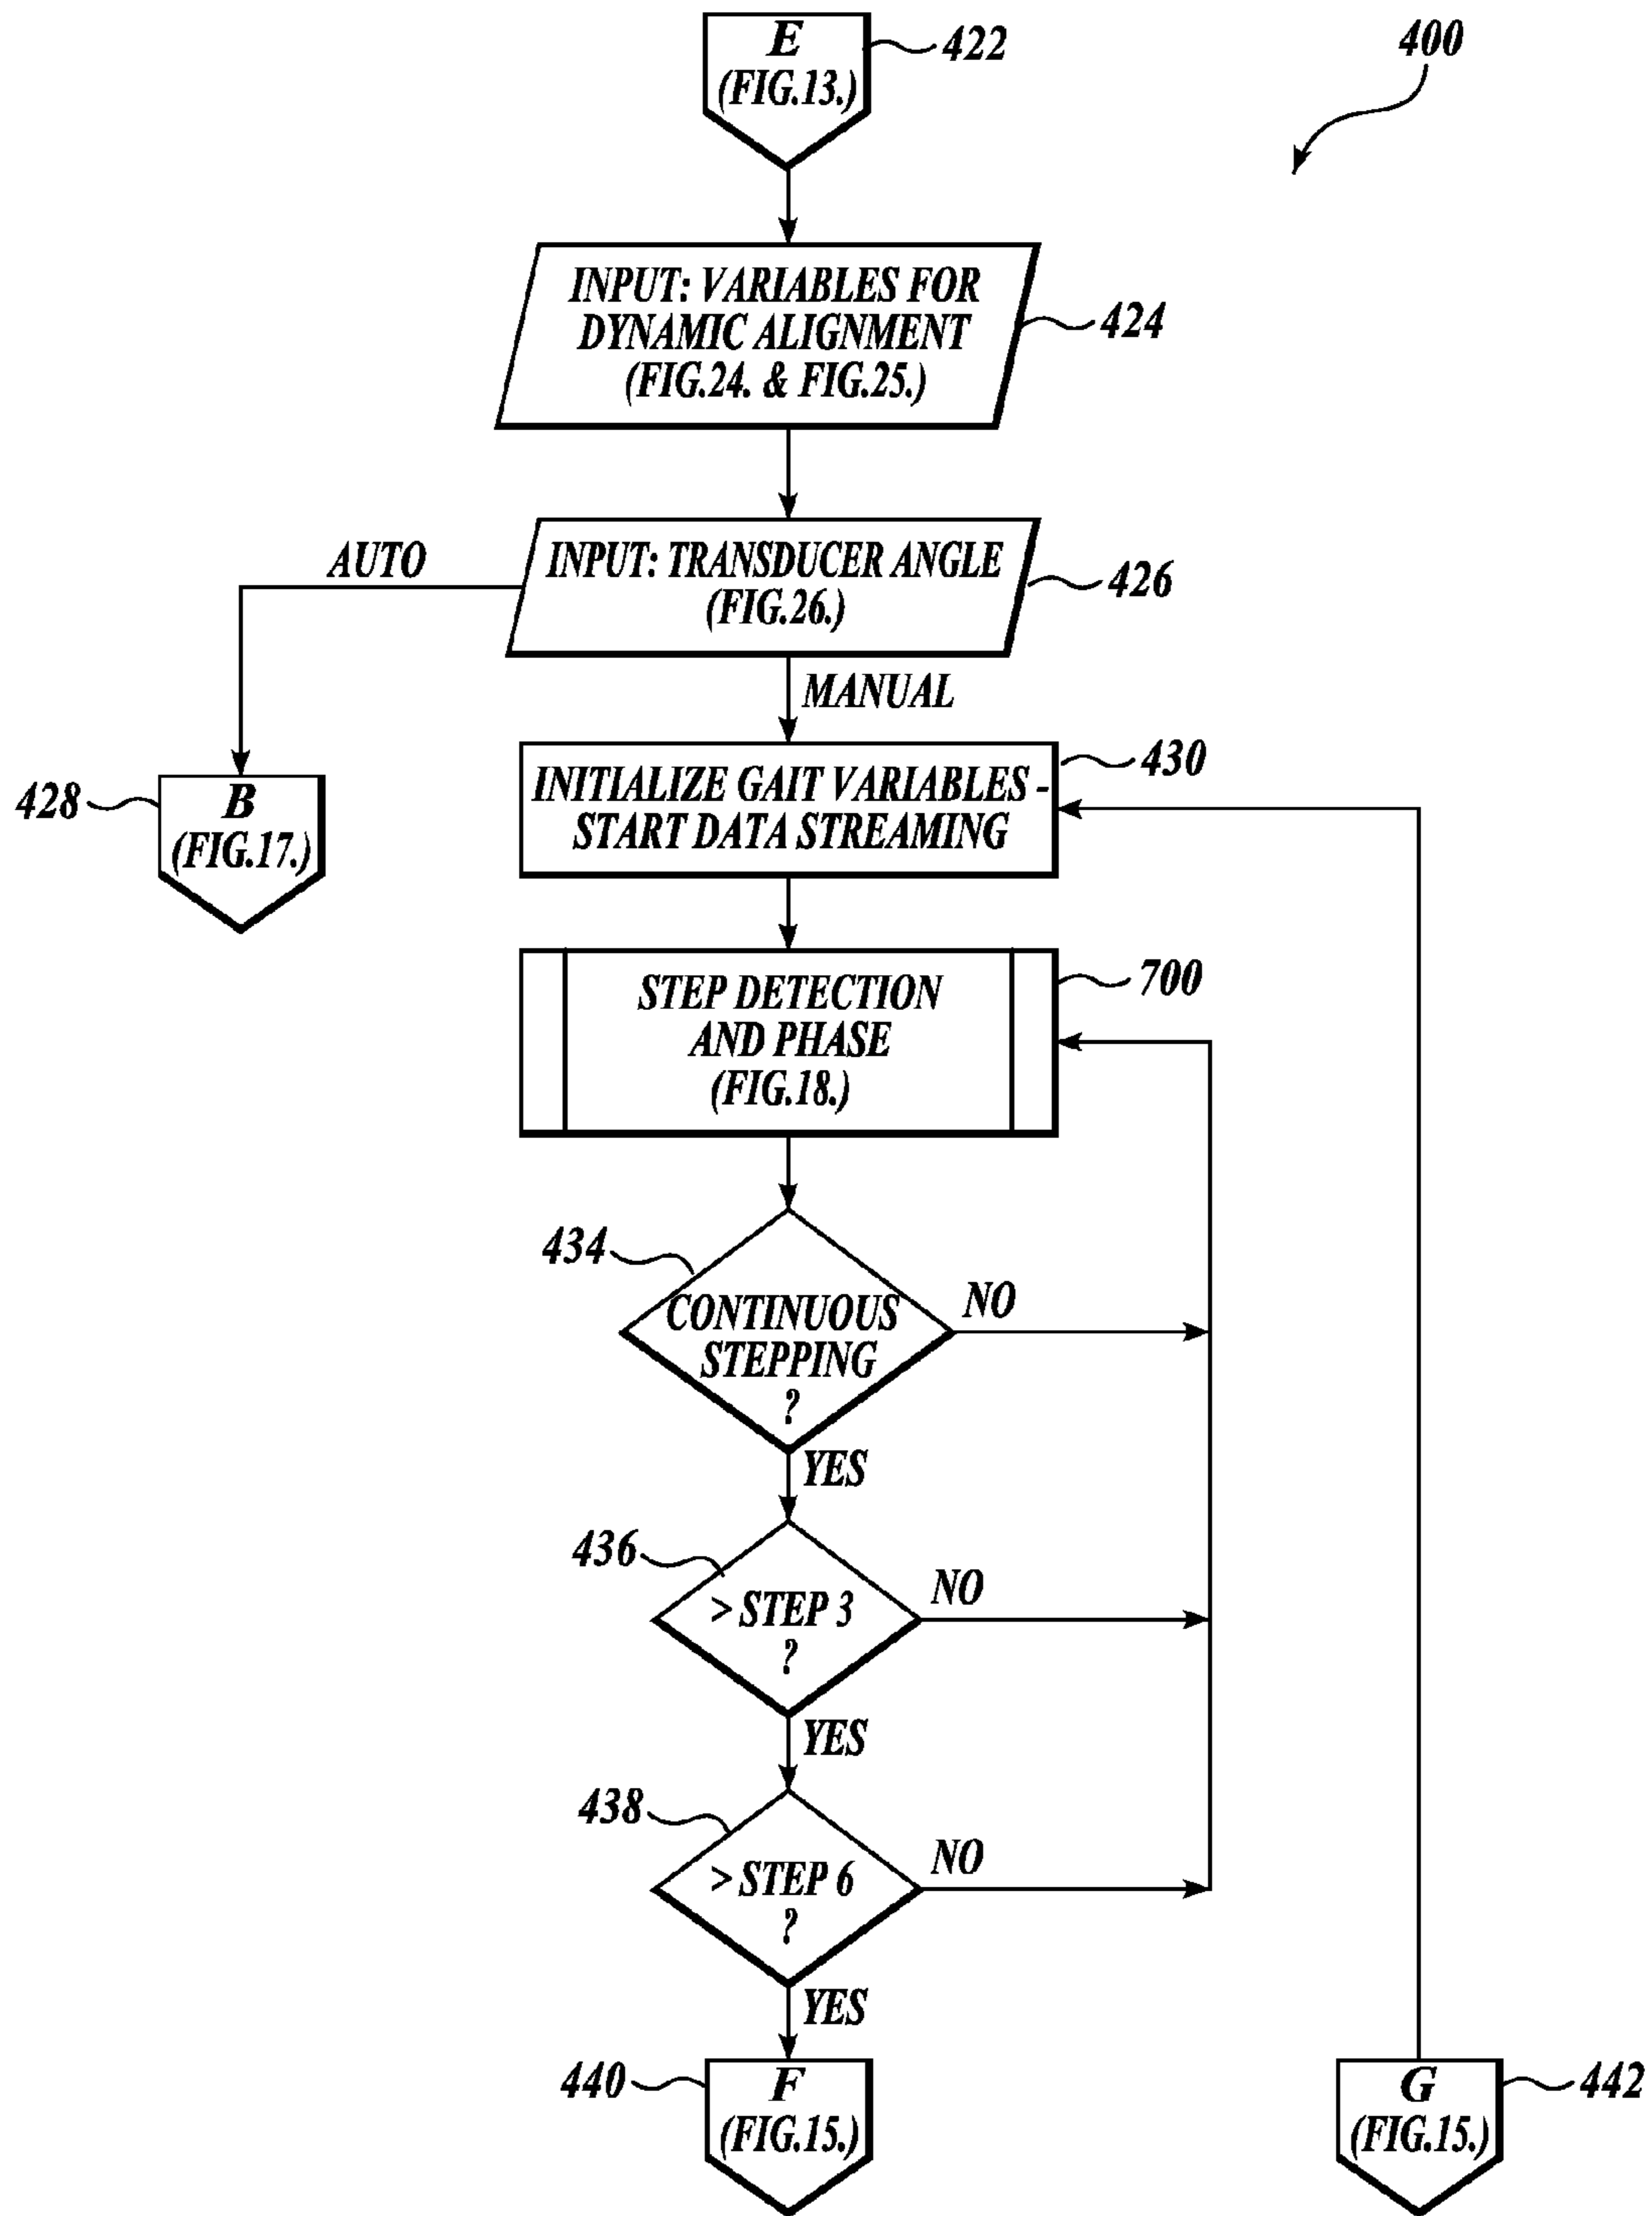 E
(FIG.13.)
422
400
INPUT: VARIABLES FOR
DYNAMIC ALIGNMENT
(FIG.24. & FIG.25.)
424
AUTO
INPUT: TRANSDUCER ANGLE
(FIG.26.)
426
MANUAL
428
B
(FIG.17.)
INITIALIZE GAIT VARIABLES -
START DATA STREAMING
430
STEP DETECTION
AND PHASE
(FIG.18.)
700
434
CONTINUOUS
STEPPING
?
NO
YES
436
> STEP 3
?
NO
YES
438
> STEP 6
?
NO
YES
440
F
(FIG.15.)
G
(FIG.15.)
442